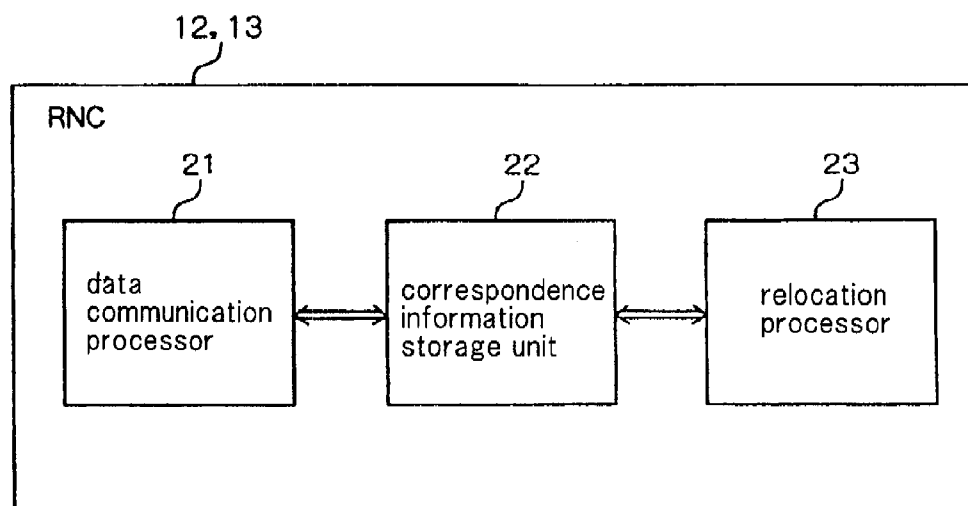 12, 13
RNC
21
22
23
data
communication
processor
correspondence
information
storage unit
relocation
processor